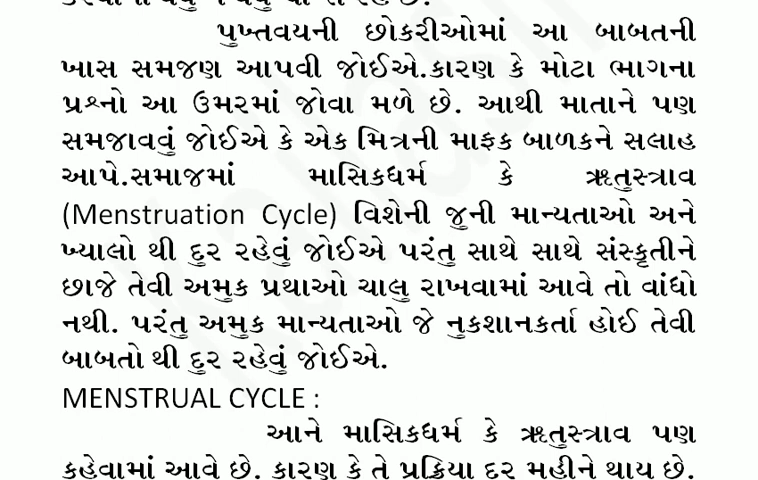 પુખ્તવયની છોકરીઓમાં આ બાબતની
ખાસ સમજણ આપવી જોઈએ.કારણ કે મોટા ભાગના
પ્રશ્નો આ ઉમરમાં જોવા મળે છે. આથી માતાને પણ
સમજાવવું જોઈએ કે એક મિત્રની માફક બાળકને સલાહ
આપે.સમાજમાં માસિકધર્મ કે ઋતુસ્ત્રાવ
(Menstruation Cycle) વિશેની જુની માન્યતાઓ અને
ખ્યાલો થી દુર રહેવું જોઈએ પરંતુ સાથે સાથે સંસ્કૃતીને
છાજે તેવી અમુક પ્રથાઓ ચાલુ રાખવામાં આવે તો વાંધો
નથી. પરંતુ અમુક માન્યતાઓ જે નુકશાનકર્તા હોઈ તેવી
બાબતો થી દુર રહેવું જોઈએ.
MENSTRUAL CYCLE :
આને માસિકધર્મ કે ઋતુસ્ત્રાવ પણ
કહેવામાં આવે છે. કારણ કે તે પ્રક્રિયા દર મહીને થાય છે.